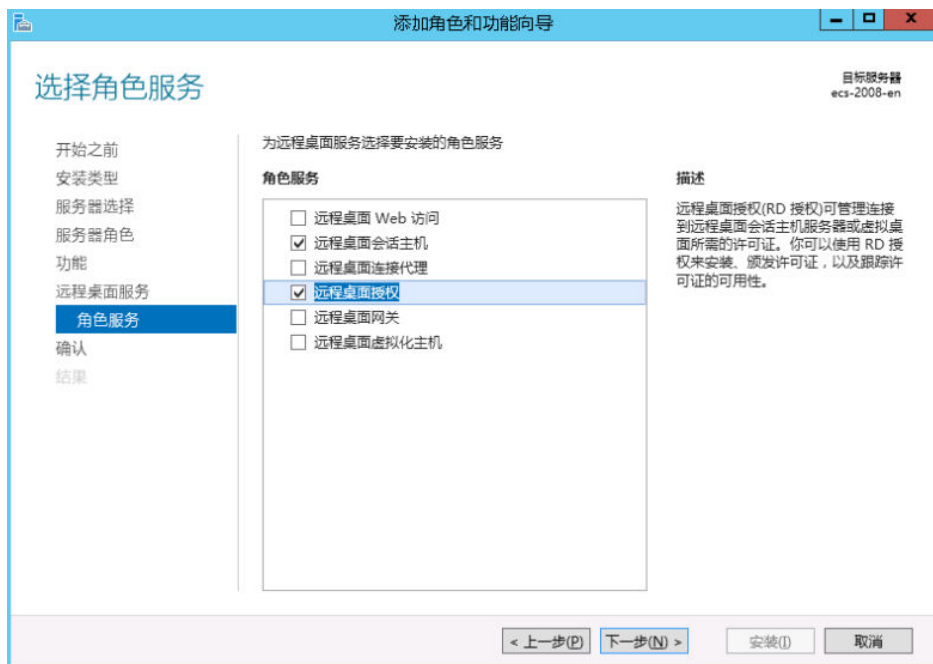 添加角色和功能向导
选择角色服务
目标服务器
ecs-2008-en
开始之前
安装类型
服务器选择
服务器角色
功能
远程桌面服务
角色服务
确认
结果
为远程桌面服务选择要安装的角色服务
角色服务
远程桌面 Web 访问
远程桌面会话主机
远程桌面连接代理
远程桌面授权
远程桌面网关
远程桌面虚拟化主机
描述
远程桌面授权(RD 授权)可管理连接
到远程桌面会话主机服务器或虚拟桌
面所需的许可证。你可以使用 RD 授
权来安装、颁发许可证，以及跟踪许
可证的可用性。
< 上一步(P)
下一步(N) >
安装(I)
取消